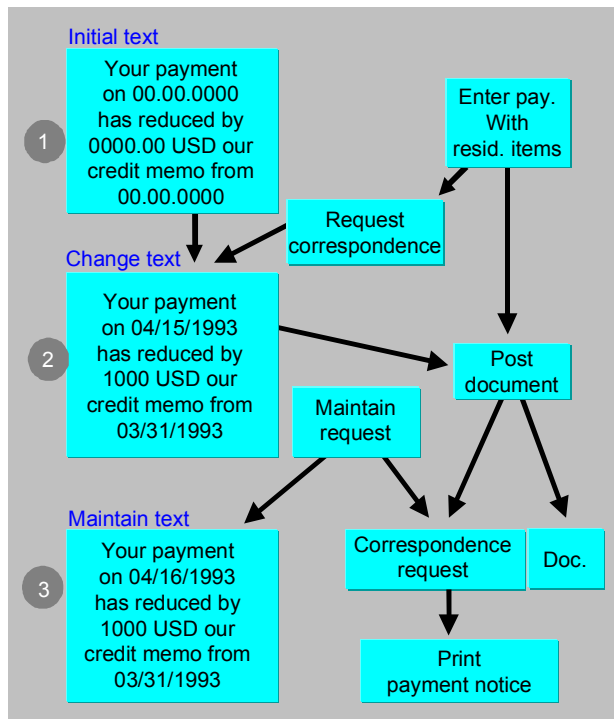 Initial text
Your payment
on 00.00.0000
has reduced by
0000.00 USD our
credit memo from
00.00.0000
1
Enter pay.
With
resid. items
Request
correspondence
Change text
Your payment
on 04/15/1993
has reduced by
1000 USD our
credit memo from
03/31/1993
2
Post
document
Maintain
request
Maintain text
Your payment
on 04/16/1993
has reduced by
1000 USD our
credit memo from
03/31/1993
3
Correspondence
request
Doc.
Print
payment notice